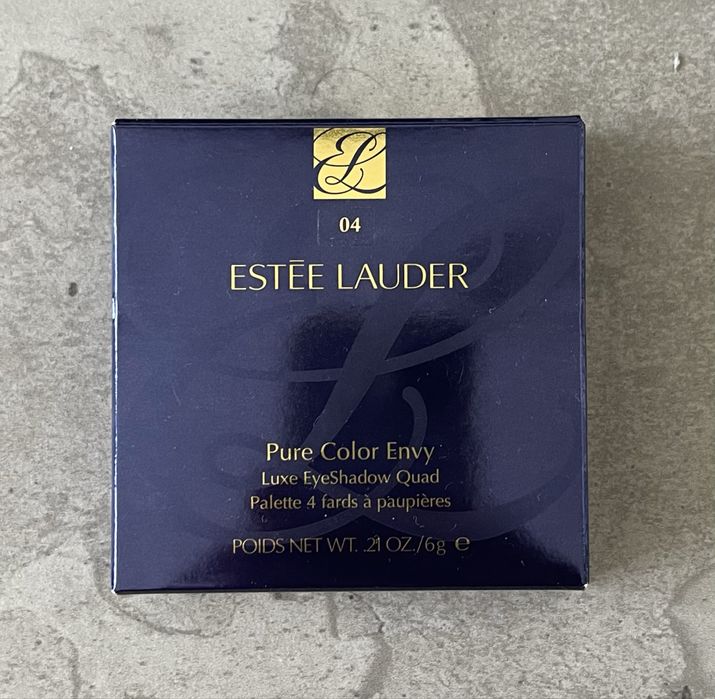 EL
04
ESTĒE LAUDER
Pure Color Envy
Luxe EyeShadow Quad
Palette 4 fards à paupières
POIDS NET WT. .21 OZ./6g ℮